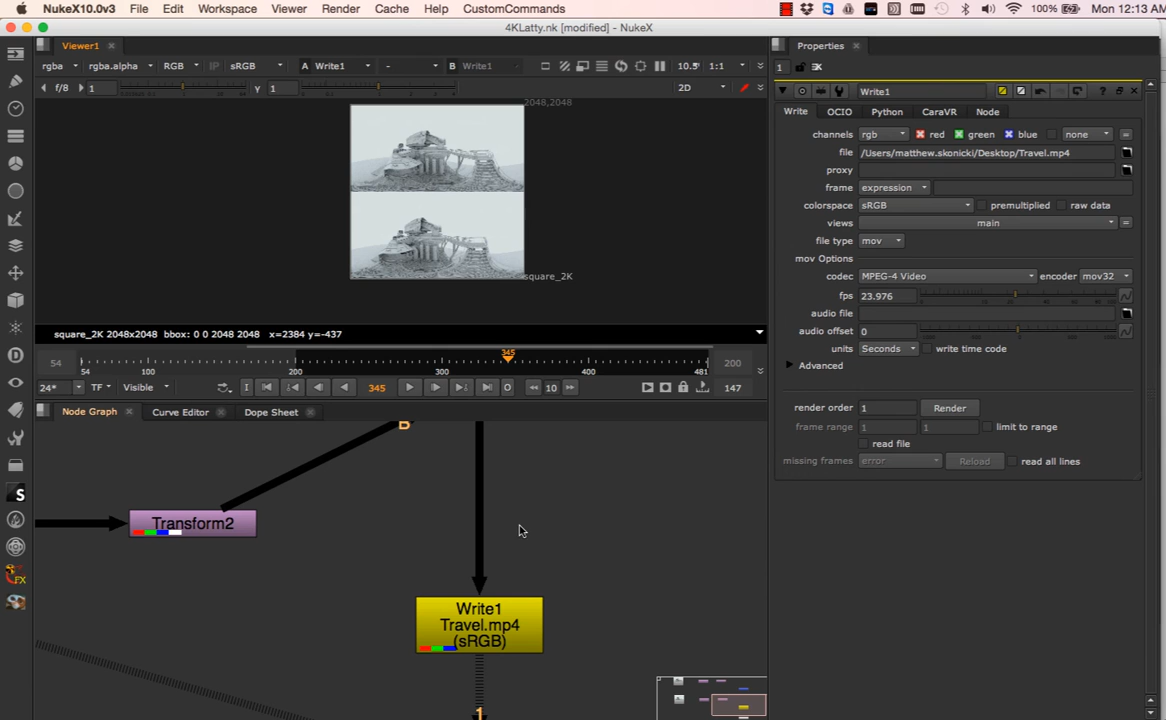 NukeX10.0v3 File Edit Workspace Viewer Render Cache Help CustomCommands 100% Mon 12:13 AM
4KLatty.nk [modified] - NukeX
Viewer1
rgba rgba.alpha RGB IP sRGB A Write1 - B Write1 10.5 1:1
f/8 1 y 1 2D
2048,2048
square_2K
square_2K 2048x2048 bbox: 0 0 2048 2048 x=2384 y=-437
54 54 100 200 300 345 400 481 200
24* TF Visible I 345 O 10 147
Node Graph Curve Editor Dope Sheet
B
Transform2
Write1
Travel.mp4
(sRGB)
1
Properties
1
Write1
Write OCIO Python CaraVR Node
channels rgb red green blue none =
file /Users/matthew.skonicki/Desktop/Travel.mp4
proxy
frame expression
colorspace sRGB premultiplied raw data
views main =
file type mov
mov Options
codec MPEG-4 Video encoder mov32
fps 23.976
audio file
audio offset 0
units Seconds write time code
Advanced
render order 1 Render
frame range 1 1 limit to range
read file
missing frames error Reload read all lines